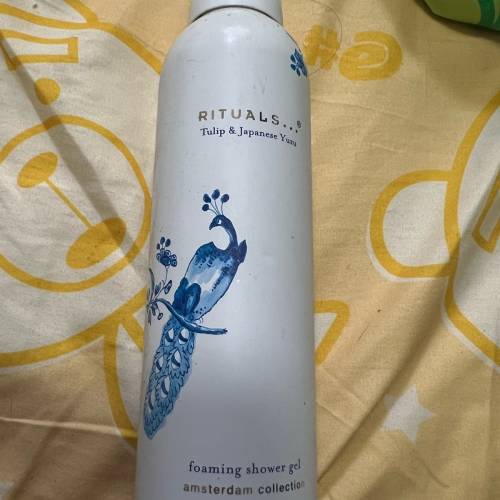 RITUALS...®
Tulip & Japanese Yuzu
foaming shower gel
amsterdam collection